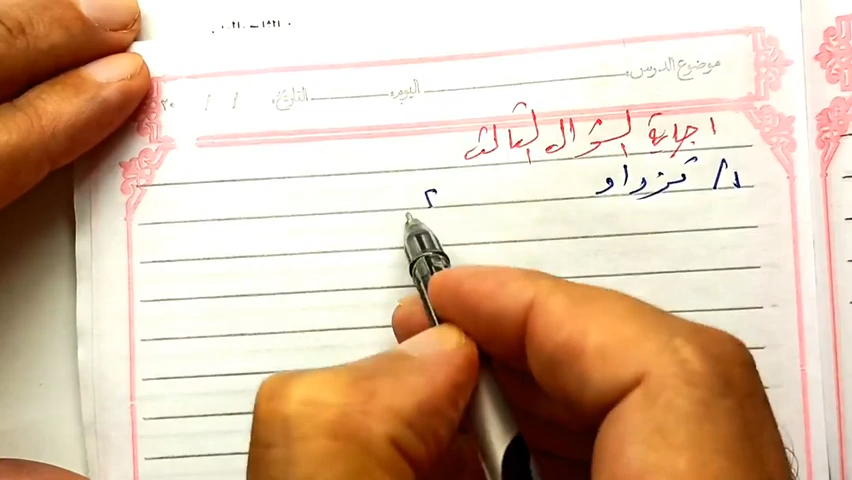 موضوع الدرس: اليوم: التاريخ: / / ٢٠
اجابة السؤال الثالث
١/ تزداد ٢